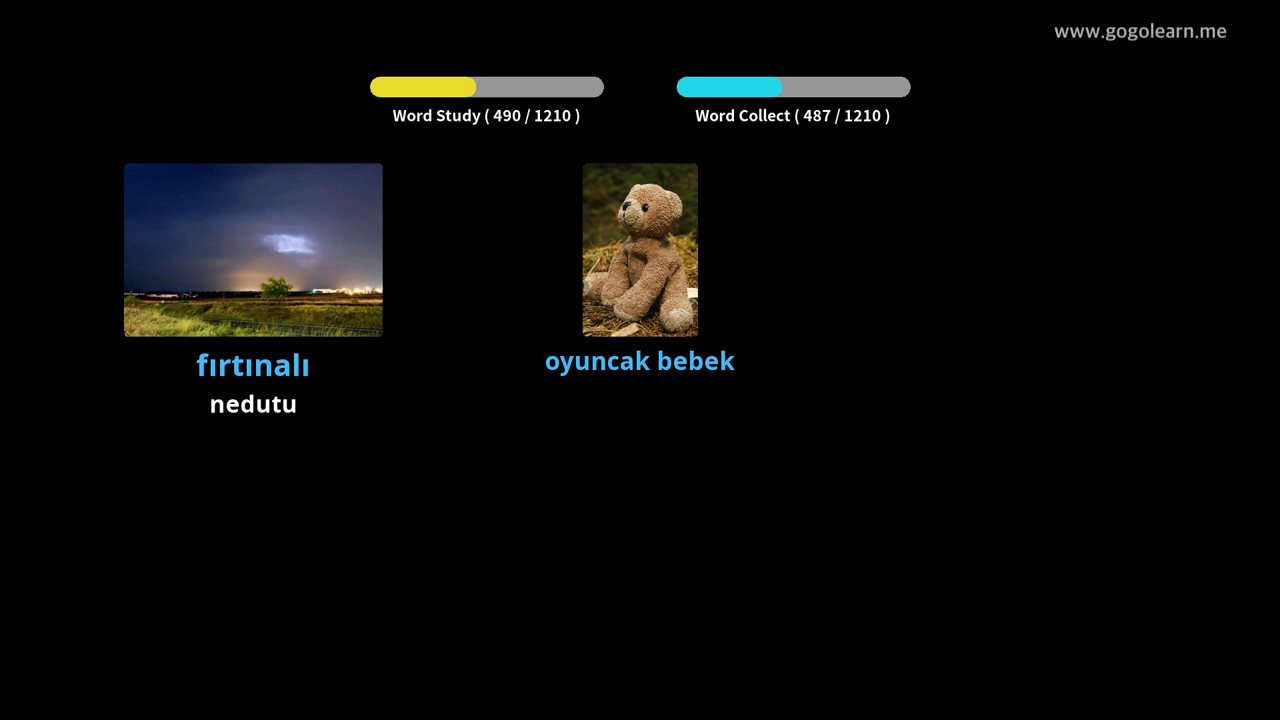 www.gogolearn.me
Word Study ( 490 / 1210 )
Word Collect ( 487 / 1210 )
fırtınalı
nedutu
oyuncak bebek